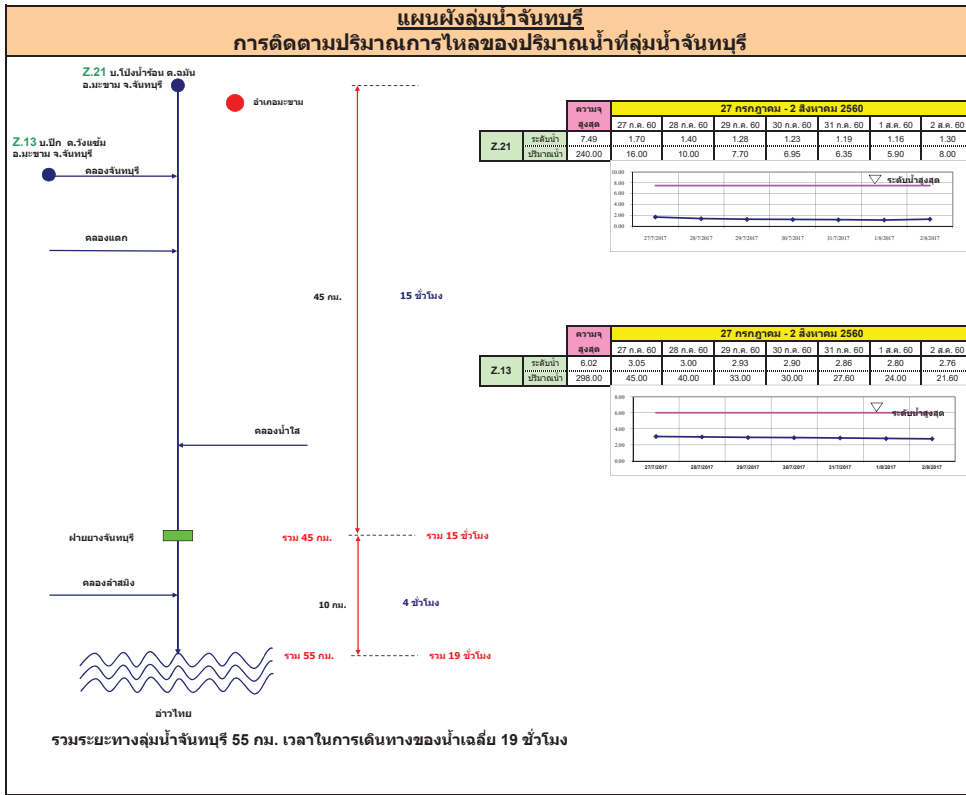 แผนผังลุ่มน้ำจันทบุรี
การติดตามปริมาณการไหลของปริมาณน้ำที่ลุ่มน้ำจันทบุรี
Z.21 บ.โป่งน้ำร้อน ต.ฉมัน
อ.มะขาม จ.จันทบุรี
อำเภอมะขาม
Z.13 บ.ปึก ต.วังแซ้ม
อ.มะขาม จ.จันทบุรี
คลองจันทบุรี
คลองแตก
45 กม. 15 ชั่วโมง
คลองน้ำใส
ฝายยางจันทบุรี
รวม 45 กม. รวม 15 ชั่วโมง
คลองลำสมิง
10 กม. 4 ชั่วโมง
รวม 55 กม. รวม 19 ชั่วโมง
อ่าวไทย
รวมระยะทางลุ่มน้ำจันทบุรี 55 กม. เวลาในการเดินทางของน้ำเฉลี่ย 19 ชั่วโมง
ความจุ 27 กรกฎาคม - 2 สิงหาคม 2560
สูงสุด 27 ก.ค. 60 28 ก.ค. 60 29 ก.ค. 60 30 ก.ค. 60 31 ก.ค. 60 1 ส.ค. 60 2 ส.ค. 60
Z.21
ระดับน้ำ 7.49 1.70 1.40 1.28 1.23 1.19 1.16 1.30
ปริมาณน้ำ 240.00 16.00 10.00 7.70 6.95 6.35 5.90 8.00
10.00
8.00
6.00
4.00
2.00
0.00
ระดับน้ำสูงสุด
27/7/2017 28/7/2017 29/7/2017 30/7/2017 31/7/2017 1/8/2017 2/8/2017
ความจุ 27 กรกฎาคม - 2 สิงหาคม 2560
สูงสุด 27 ก.ค. 60 28 ก.ค. 60 29 ก.ค. 60 30 ก.ค. 60 31 ก.ค. 60 1 ส.ค. 60 2 ส.ค. 60
Z.13
ระดับน้ำ 6.02 3.05 3.00 2.93 2.90 2.86 2.80 2.76
ปริมาณน้ำ 298.00 45.00 40.00 33.00 30.00 27.60 24.00 21.60
8.00
6.00
4.00
2.00
0.00
ระดับน้ำสูงสุด
27/7/2017 28/7/2017 29/7/2017 30/7/2017 31/7/2017 1/8/2017 2/8/2017